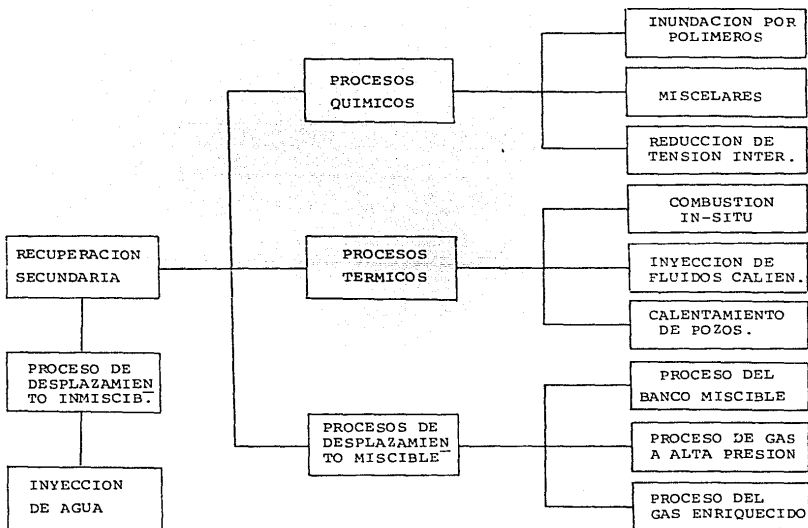 INUNDACION POR
POLIMEROS
PROCESOS
QUIMICOS
MISCELARES
REDUCCION DE
TENSION INTER.
COMBUSTION
IN-SITU
RECUPERACION
SECUNDARIA
PROCESOS
TERMICOS
INYECCION DE
FLUIDOS CALIEN.
CALENTAMIENTO
DE POZOS.
PROCESO DE
DESPLAZAMIEN
TO INMISCIB.
PROCESO DEL
BANCO MISCIBLE
PROCESOS DE
DESPLAZAMIEN
TO MISCIBLE
PROCESO DE GAS
A ALTA PRESION
INYECCION
DE AGUA
PROCESO DEL
GAS ENRIQUECIDO